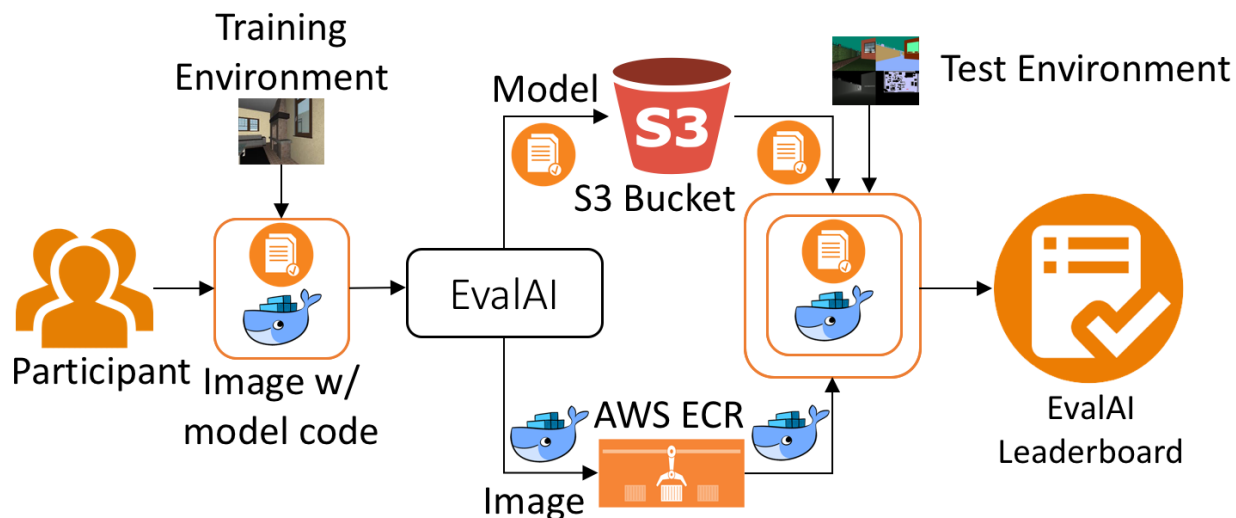 Training
Environment
Model
S3
S3 Bucket
Test Environment
Participant
Image w/
model code
EvalAI
AWS ECR
Image
EvalAI
Leaderboard